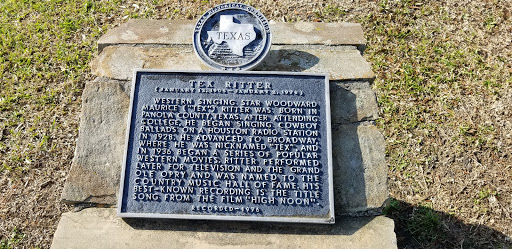 TEXAS HISTORICAL COMMISSION
TEXAS
TEX RITTER
(JANUARY 12, 1905 - JANUARY 2, 1974)
WESTERN SINGING STAR WOODWARD
MAURICE ("TEX") RITTER WAS BORN IN
PANOLA COUNTY, TEXAS. AFTER ATTENDING
COLLEGE, HE BEGAN SINGING COWBOY
BALLADS ON A HOUSTON RADIO STATION
IN 1928. HE ADVANCED TO BROADWAY,
WHERE HE WAS NICKNAMED "TEX", AND
IN 1936 BEGAN A SERIES OF POPULAR
WESTERN MOVIES. RITTER PERFORMED
LATER FOR TELEVISION AND THE GRAND
OLE OPRY AND WAS NAMED TO THE
COUNTRY MUSIC HALL OF FAME. HIS
BEST-KNOWN RECORDING IS THE TITLE
SONG FROM THE FILM "HIGH NOON".
RECORDED - 1976